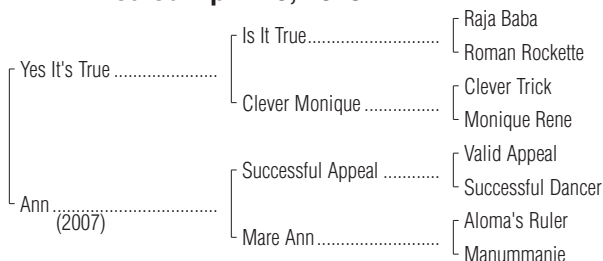 Raja Baba
Is It True
Roman Rockette
Yes It's True
Clever Trick
Clever Monique
Monique Rene
Valid Appeal
Successful Appeal
Successful Dancer
Ann
(2007)
Aloma's Ruler
Mare Ann
Manummanie